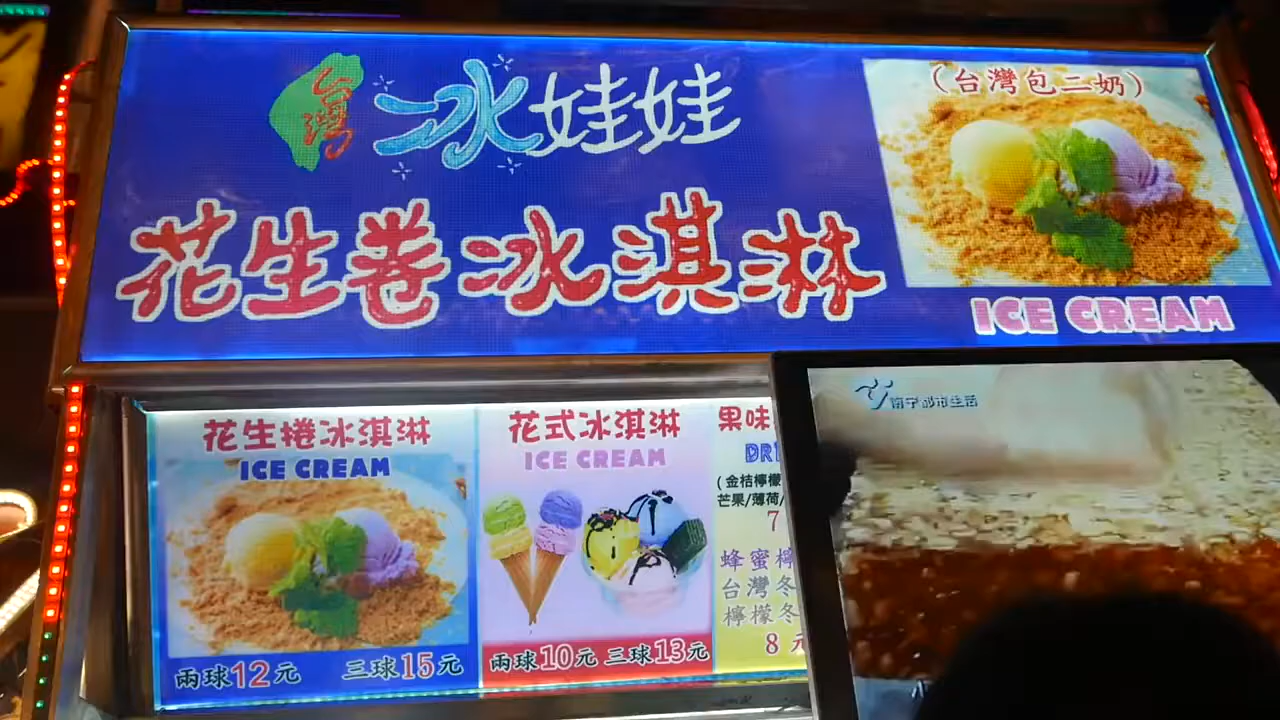 台灣 冰娃娃
(台灣包二奶)
花生卷冰淇淋
ICE CREAM
花生捲冰淇淋
ICE CREAM
兩球12元 三球15元
花式冰淇淋
ICE CREAM
兩球10元 三球13元
果味
(金桔檸檬
芒果/薄荷/
7
蜂蜜檸
台灣冬
檸檬冬
8元
南宁都市生活